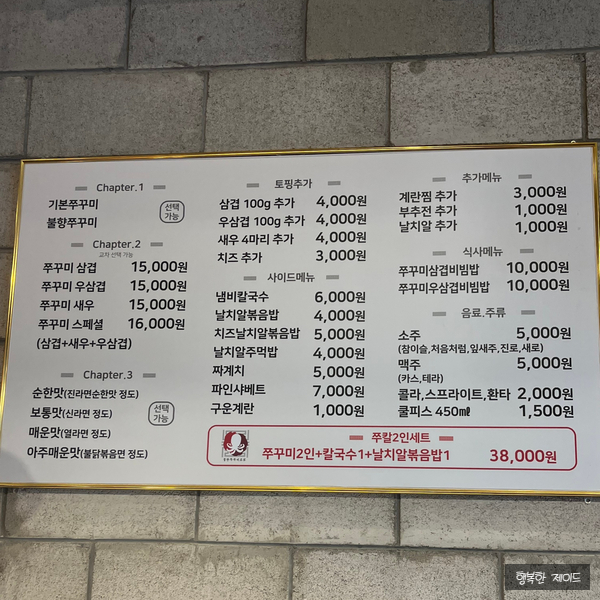 Chapter.1
기본쭈꾸미
불향쭈꾸미
선택
가능
Chapter.2
교차 선택 가능
쭈꾸미 삼겹 15,000원
쭈꾸미 우삼겹 15,000원
쭈꾸미 새우 15,000원
쭈꾸미 스페셜 16,000원
(삼겹+새우+우삼겹)
Chapter.3
순한맛(진라면순한맛 정도)
보통맛(신라면 정도)
매운맛(열라면 정도)
아주매운맛(불닭볶음면 정도)
선택
가능
토핑추가
삼겹 100g 추가 4,000원
우삼겹 100g 추가 4,000원
새우 4마리 추가 4,000원
치즈 추가 3,000원
사이드메뉴
냄비칼국수 6,000원
날치알볶음밥 4,000원
치즈날치알볶음밥 5,000원
날치알주먹밥 4,000원
짜계치 5,000원
파인샤베트 7,000원
구운계란 1,000원
추가메뉴
계란찜 추가 3,000원
부추전 추가 1,000원
날치알 추가 1,000원
식사메뉴
쭈꾸미삼겹비빔밥 10,000원
쭈꾸미우삼겹비빔밥 10,000원
음료.주류
소주 5,000원
(참이슬,처음처럼,잎새주,진로,새로)
맥주 5,000원
(카스,테라)
콜라,스프라이트,환타 2,000원
쿨피스 450㎖ 1,500원
쭈칼2인세트
쭈꾸미2인+칼국수1+날치알볶음밥1 38,000원
행복한 제이드